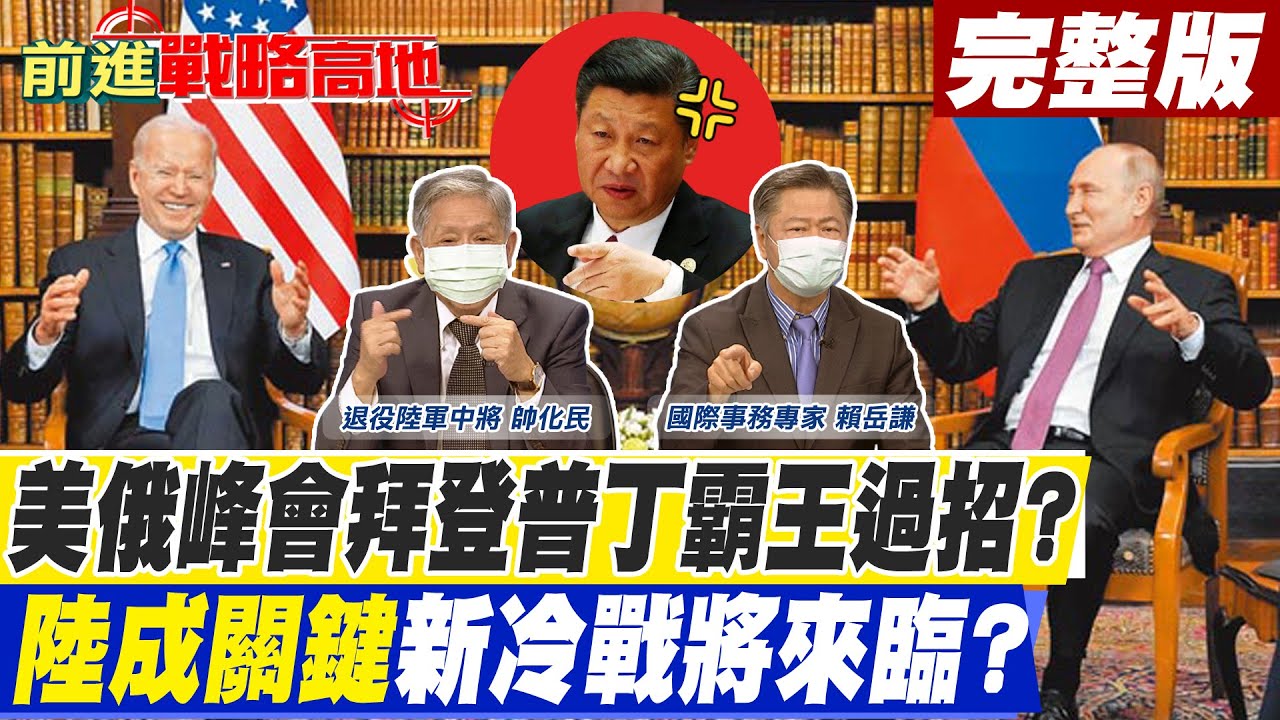 前進戰略高地
完整版
退役陸軍中將 帥化民
國際事務專家 賴岳謙
美俄峰會拜登普丁霸王過招?
陸成關鍵新冷戰將來臨?